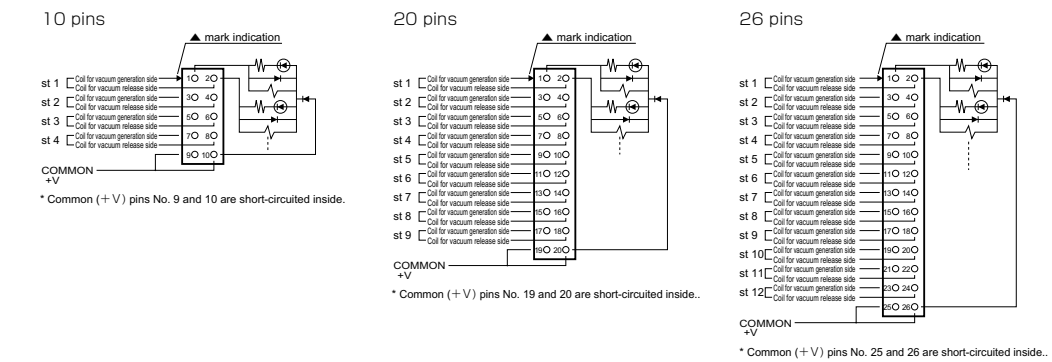 10 pins
▲ mark indication
st 1 Coil for vacuum generation side 1 2
Coil for vacuum release side
st 2 Coil for vacuum generation side 3 4
Coil for vacuum release side
st 3 Coil for vacuum generation side 5 6
Coil for vacuum release side
st 4 Coil for vacuum generation side 7 8
Coil for vacuum release side
9 10
COMMON
+V
* Common (+V) pins No. 9 and 10 are short-circuited inside.
20 pins
▲ mark indication
st 1 Coil for vacuum generation side 1 2
Coil for vacuum release side
st 2 Coil for vacuum generation side 3 4
Coil for vacuum release side
st 3 Coil for vacuum generation side 5 6
Coil for vacuum release side
st 4 Coil for vacuum generation side 7 8
Coil for vacuum release side
st 5 Coil for vacuum generation side 9 10
Coil for vacuum release side
st 6 Coil for vacuum generation side 11 12
Coil for vacuum release side
st 7 Coil for vacuum generation side 13 14
Coil for vacuum release side
st 8 Coil for vacuum generation side 15 16
Coil for vacuum release side
st 9 Coil for vacuum generation side 17 18
Coil for vacuum release side
19 20
COMMON
+V
* Common (+V) pins No. 19 and 20 are short-circuited inside..
26 pins
▲ mark indication
st 1 Coil for vacuum generation side 1 2
Coil for vacuum release side
st 2 Coil for vacuum generation side 3 4
Coil for vacuum release side
st 3 Coil for vacuum generation side 5 6
Coil for vacuum release side
st 4 Coil for vacuum generation side 7 8
Coil for vacuum release side
st 5 Coil for vacuum generation side 9 10
Coil for vacuum release side
st 6 Coil for vacuum generation side 11 12
Coil for vacuum release side
st 7 Coil for vacuum generation side 13 14
Coil for vacuum release side
st 8 Coil for vacuum generation side 15 16
Coil for vacuum release side
st 9 Coil for vacuum generation side 17 18
Coil for vacuum release side
st 10 Coil for vacuum generation side 19 20
Coil for vacuum release side
st 11 Coil for vacuum generation side 21 22
Coil for vacuum release side
st 12 Coil for vacuum generation side 23 24
Coil for vacuum release side
25 26
COMMON
+V
* Common (+V) pins No. 25 and 26 are short-circuited inside..